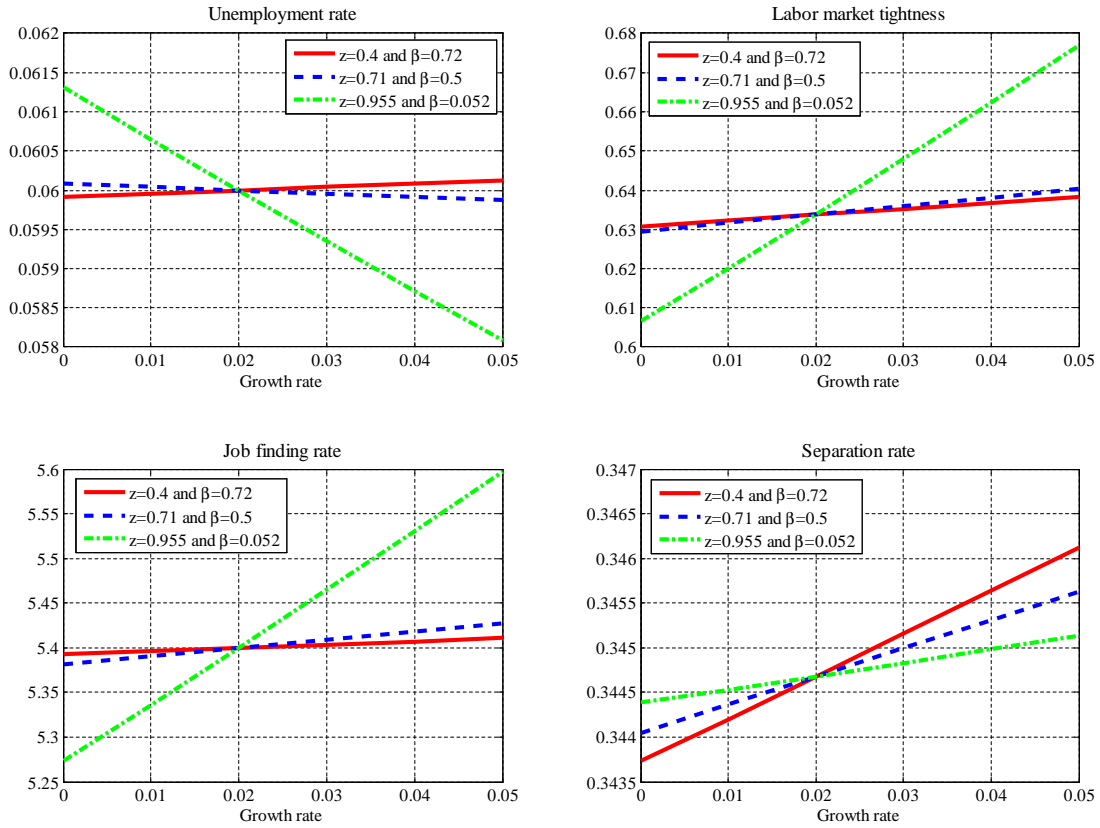 Unemployment rate
0.062
0.0615
0.061
0.0605
0.06
0.0595
0.059
0.0585
0.058
0 0.01 0.02 0.03 0.04 0.05
Growth rate
z=0.4 and β=0.72
z=0.71 and β=0.5
z=0.955 and β=0.052
Labor market tightness
0.68
0.67
0.66
0.65
0.64
0.63
0.62
0.61
0.6
0 0.01 0.02 0.03 0.04 0.05
Growth rate
z=0.4 and β=0.72
z=0.71 and β=0.5
z=0.955 and β=0.052
Job finding rate
5.6
5.55
5.5
5.45
5.4
5.35
5.3
5.25
0 0.01 0.02 0.03 0.04 0.05
Growth rate
z=0.4 and β=0.72
z=0.71 and β=0.5
z=0.955 and β=0.052
Separation rate
0.347
0.3465
0.346
0.3455
0.345
0.3445
0.344
0.3435
0 0.01 0.02 0.03 0.04 0.05
Growth rate
z=0.4 and β=0.72
z=0.71 and β=0.5
z=0.955 and β=0.052